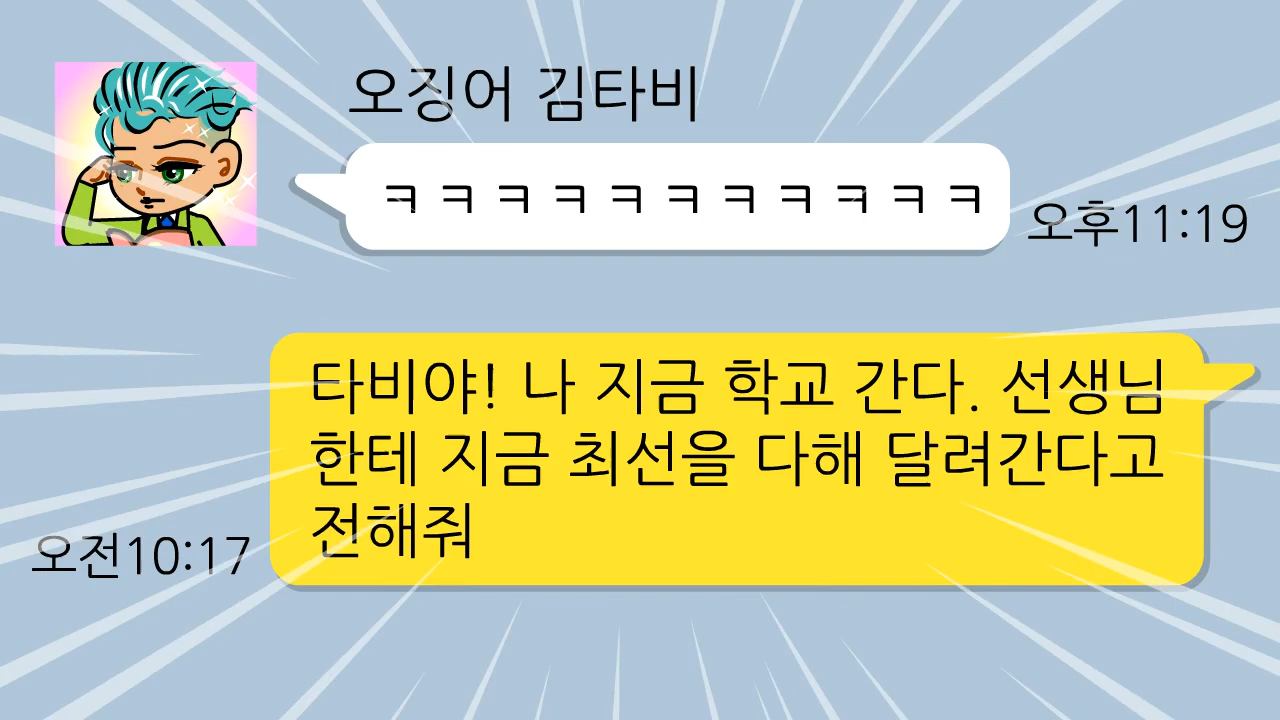 오징어 김타비
ㅋㅋㅋㅋㅋㅋㅋㅋㅋㅋㅋ
오후11:19
타비야! 나 지금 학교 간다. 선생님
한테 지금 최선을 다해 달려간다고
전해줘
오전10:17